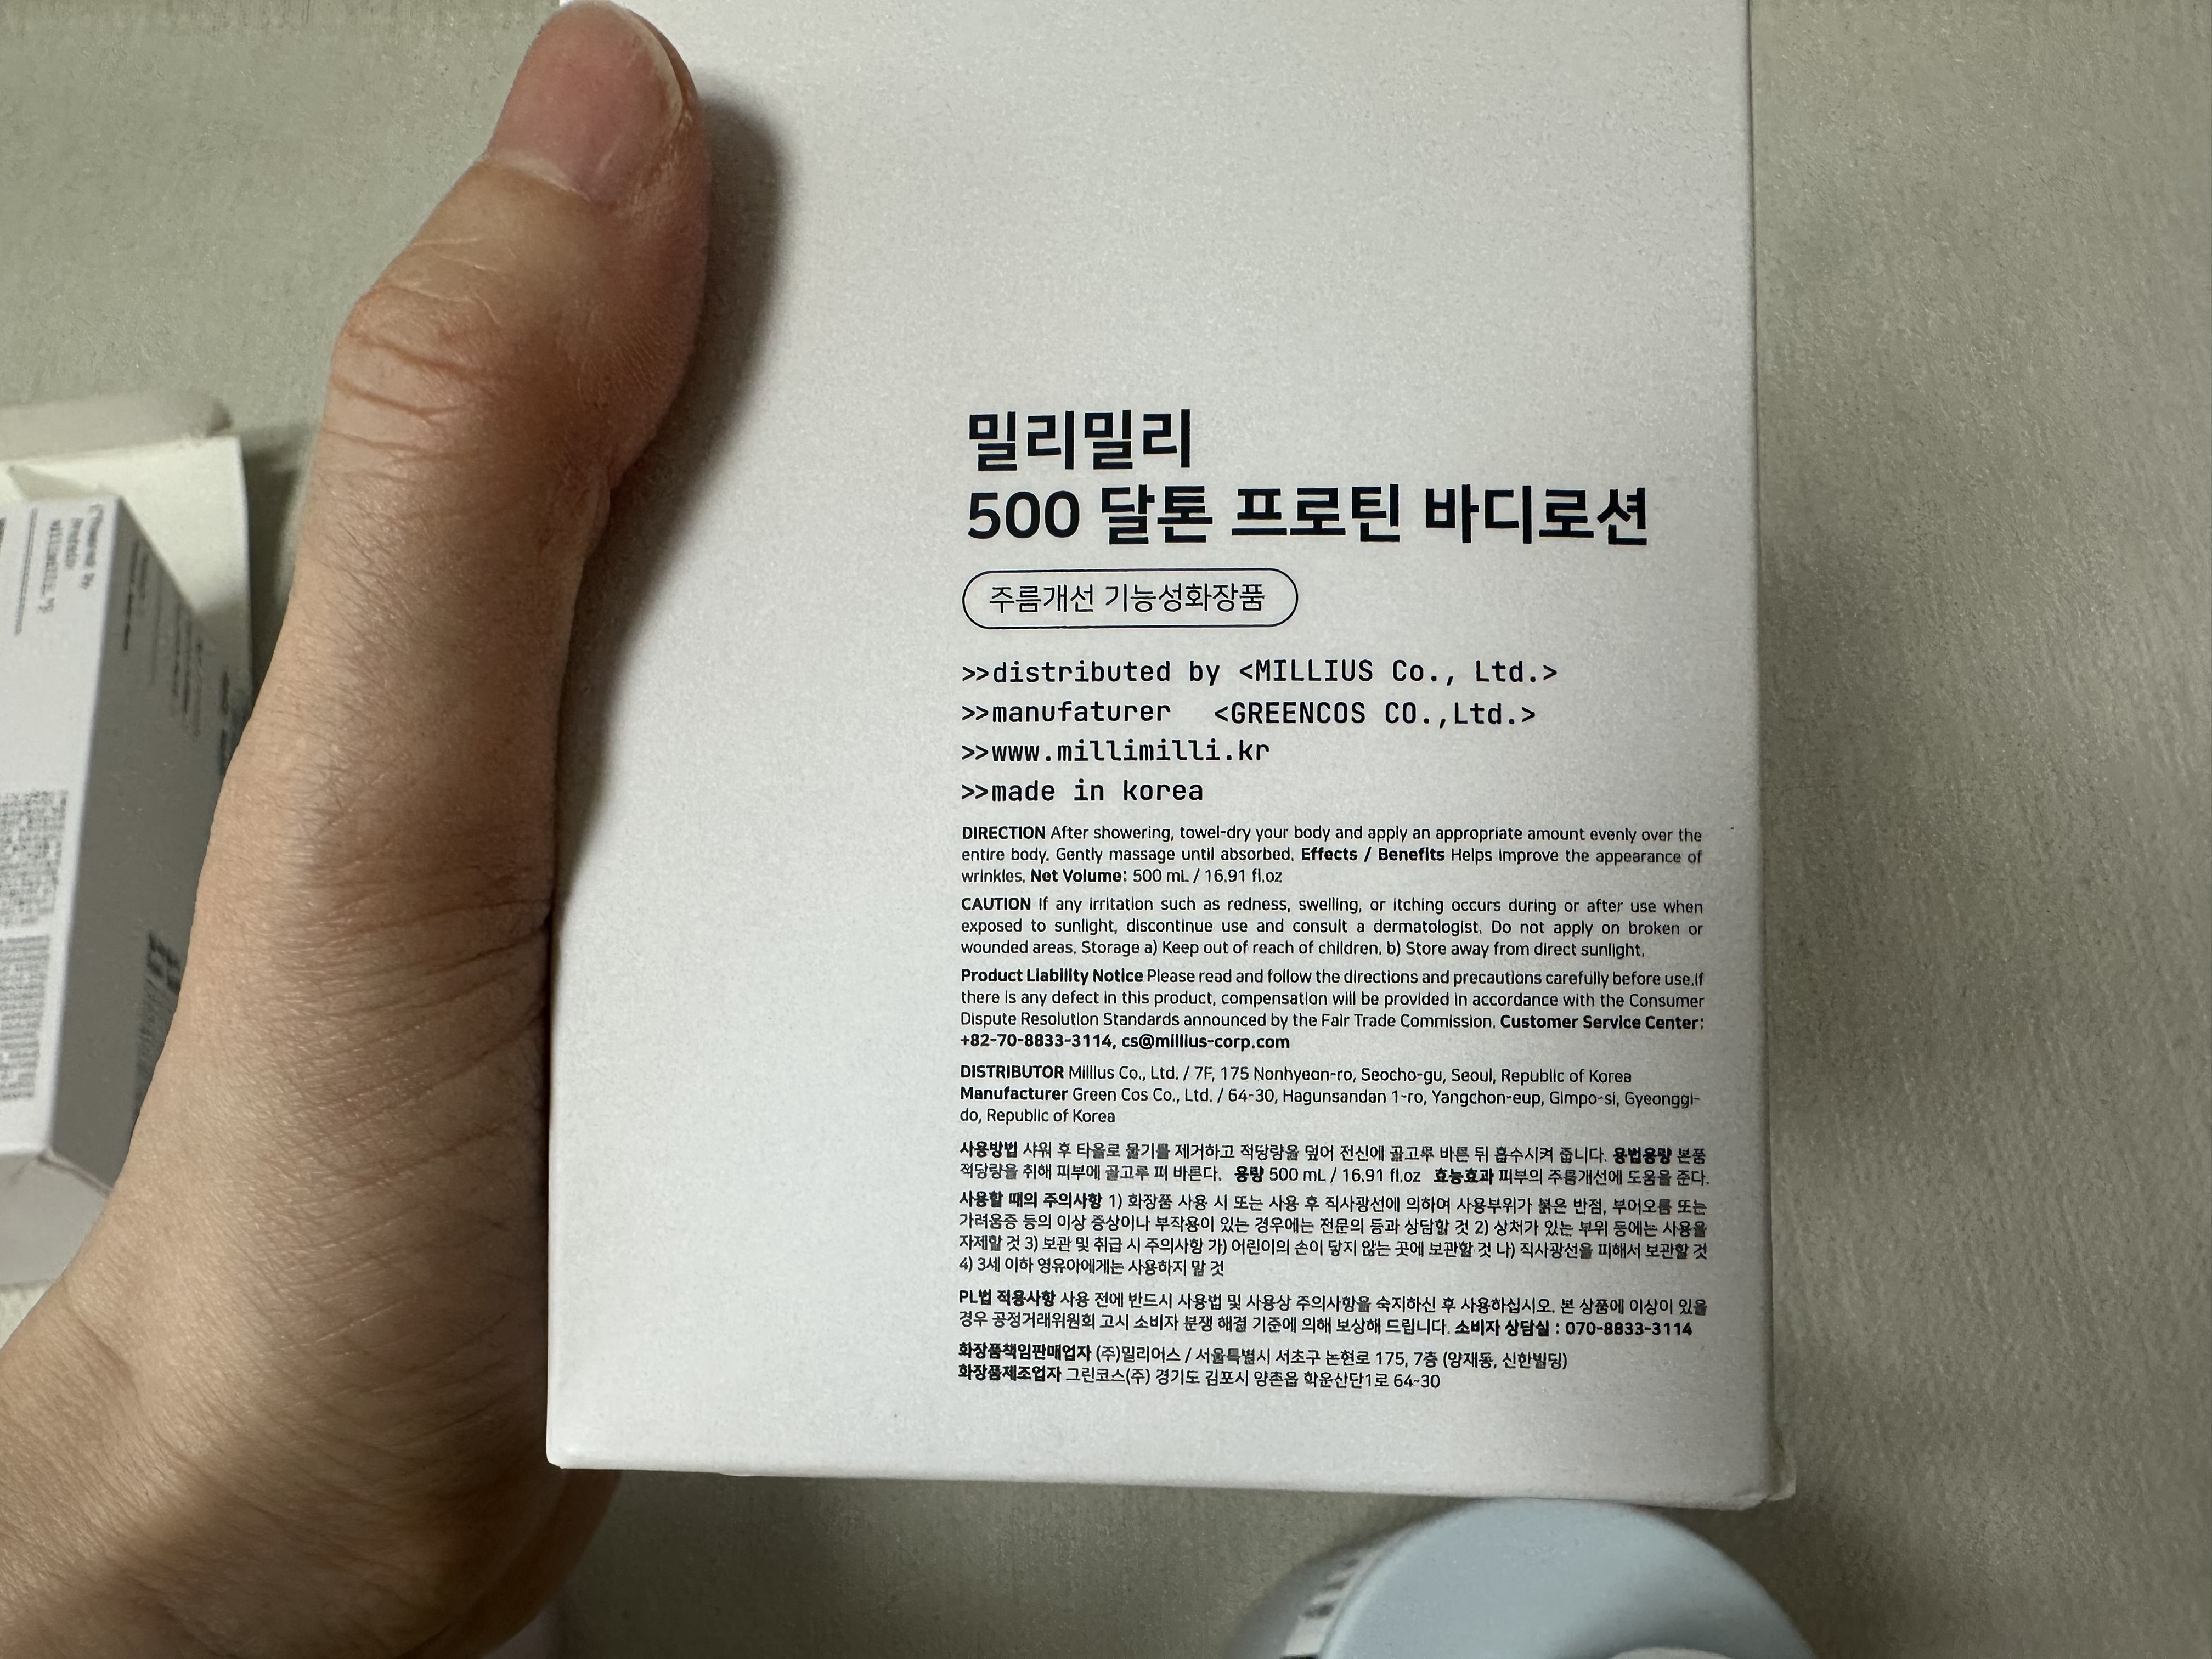 밀리밀리
500 달톤 프로틴 바디로션
주름개선 기능성화장품
>>distributed by <MILLIUS Co., Ltd.>
>>manufaturer <GREENCOS CO.,Ltd.>
>>www.millimilli.kr
>>made in korea
DIRECTION After showering, towel-dry your body and apply an appropriate amount evenly over the
entire body. Gently massage until absorbed. Effects / Benefits Helps improve the appearance of
wrinkles. Net Volume: 500 mL / 16.91 fl.oz
CAUTION If any irritation such as redness, swelling, or itching occurs during or after use when
exposed to sunlight, discontinue use and consult a dermatologist. Do not apply on broken or
wounded areas. Storage a) Keep out of reach of children. b) Store away from direct sunlight.
Product Liability Notice Please read and follow the directions and precautions carefully before use.If
there is any defect in this product, compensation will be provided in accordance with the Consumer
Dispute Resolution Standards announced by the Fair Trade Commission. Customer Service Center:
+82-70-8833-3114, cs@millius-corp.com
DISTRIBUTOR Millius Co., Ltd. / 7F, 175 Nonhyeon-ro, Seocho-gu, Seoul, Republic of Korea
Manufacturer Green Cos Co., Ltd. / 64-30, Hagunsandan 1-ro, Yangchon-eup, Gimpo-si, Gyeonggi-
do, Republic of Korea
사용방법 샤워 후 타올로 물기를 제거하고 적당량을 덜어 전신에 골고루 바른 뒤 흡수시켜 줍니다. 용법용량 본품
적당량을 취해 피부에 골고루 펴 바른다. 용량 500 mL / 16.91 fl.oz 효능효과 피부의 주름개선에 도움을 준다.
사용할 때의 주의사항 1) 화장품 사용 시 또는 사용 후 직사광선에 의하여 사용부위가 붉은 반점, 부어오름 또는
가려움증 등의 이상 증상이나 부작용이 있는 경우에는 전문의 등과 상담할 것 2) 상처가 있는 부위 등에는 사용을
자제할 것 3) 보관 및 취급 시 주의사항 가) 어린이의 손이 닿지 않는 곳에 보관할 것 나) 직사광선을 피해서 보관할 것
4) 3세 이하 영유아에게는 사용하지 말 것
PL법 적용사항 사용 전에 반드시 사용법 및 사용상 주의사항을 숙지하신 후 사용하십시오. 본 상품에 이상이 있을
경우 공정거래위원회 고시 소비자 분쟁 해결 기준에 의해 보상해 드립니다. 소비자 상담실 : 070-8833-3114
화장품책임판매업자 (주)밀리어스 / 서울특별시 서초구 논현로 175, 7층 (양재동, 신한빌딩)
화장품제조업자 그린코스(주) 경기도 김포시 양촌읍 학운산단1로 64-30